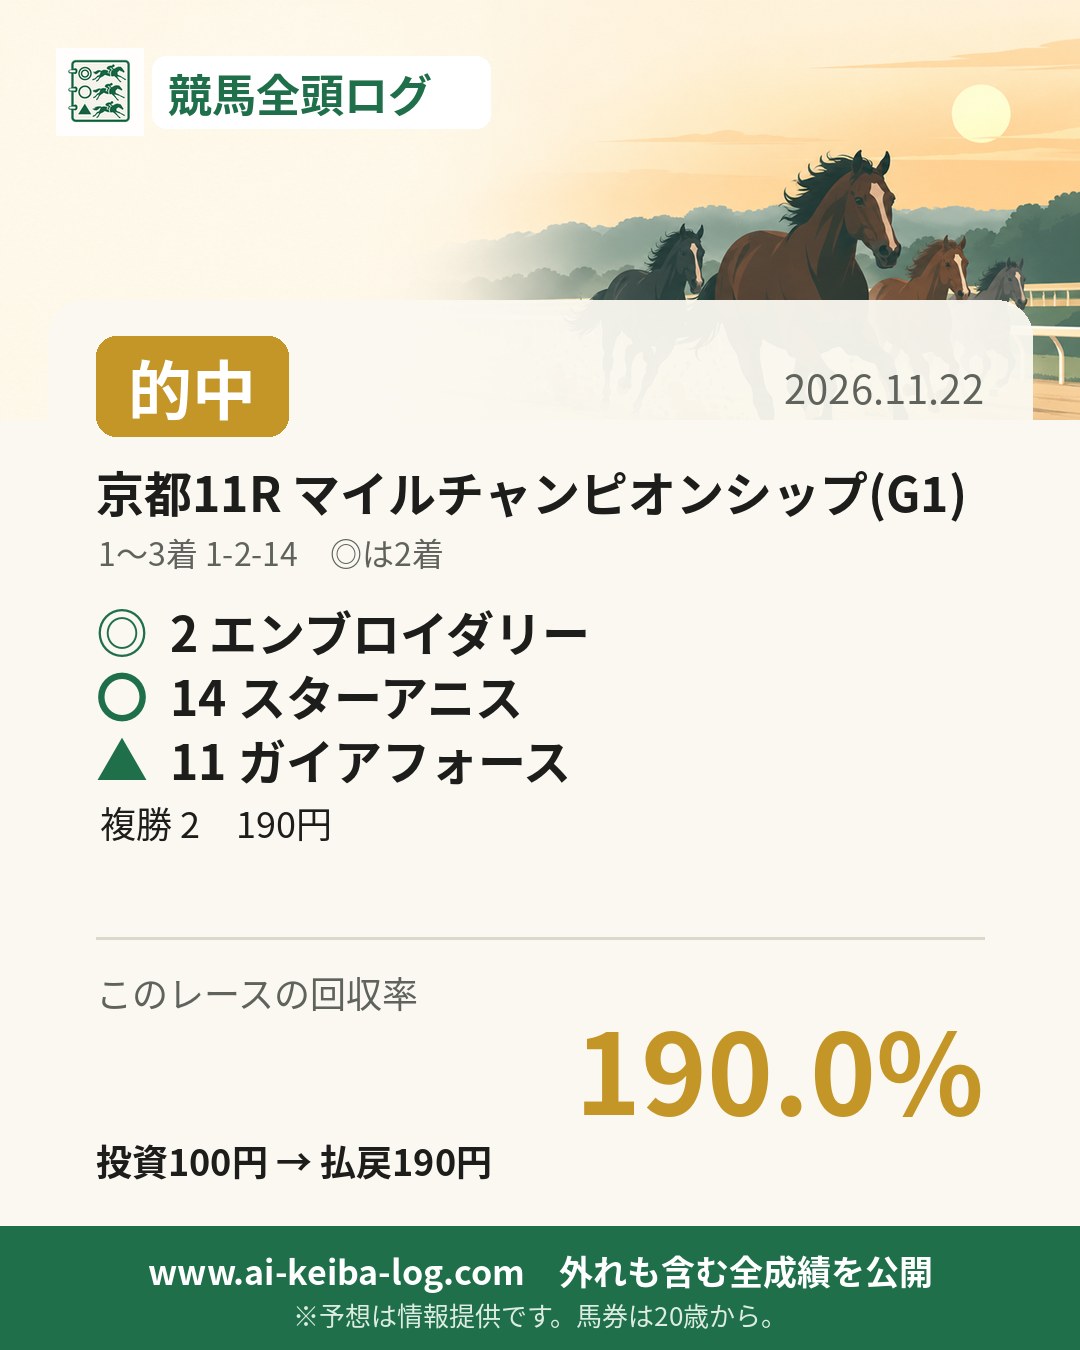 競馬全頭ログ
的中
2026.11.22
京都11R マイルチャンピオンシップ(G1)
1〜3着 1-2-14　◎は2着
◎ 2 エンブロイダリー
○ 14 スターアニス
▲ 11 ガイアフォース
複勝 2　190円
このレースの回収率
190.0%
投資100円 → 払戻190円
www.ai-keiba-log.com　外れも含む全成績を公開
※予想は情報提供です。馬券は20歳から。